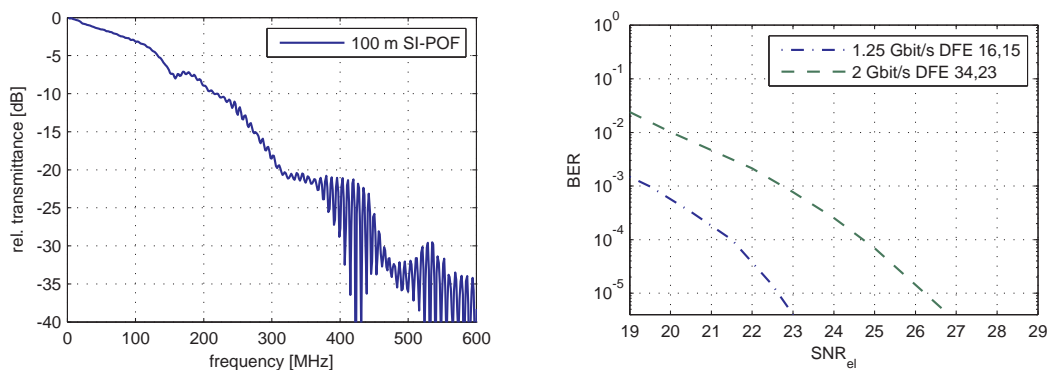 0
-5
-10
-15
-20
-25
-30
-35
-40
0 100 200 300 400 500 600
frequency [MHz]
rel. transmittance [dB]
100 m SI-POF
10^0
10^-1
10^-2
10^-3
10^-4
10^-5
19 20 21 22 23 24 25 26 27 28 29
SNR_el
BER
1.25 Gbit/s DFE 16,15
2 Gbit/s DFE 34,23